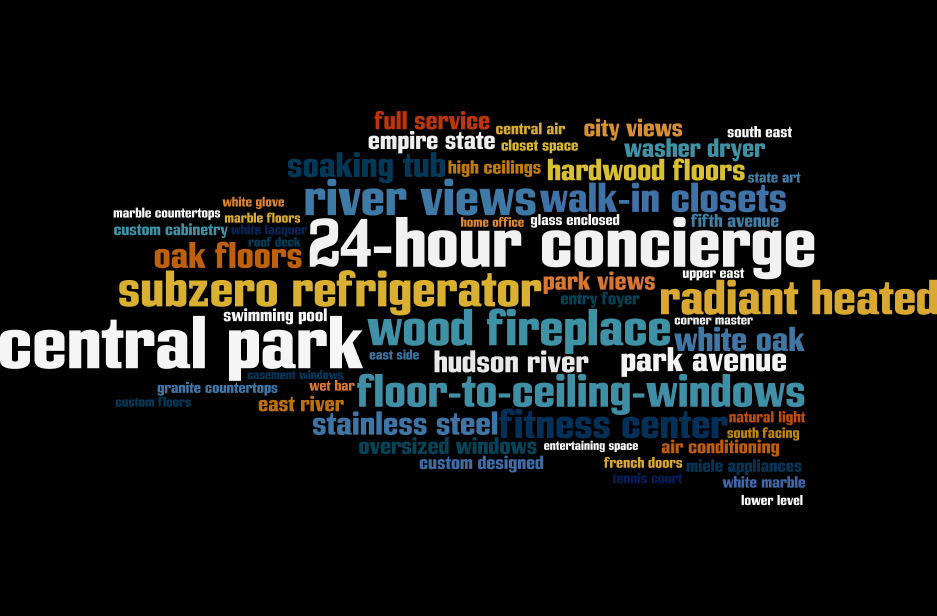 full service
central air
city views
south east
empire state
closet space
washer dryer
soaking tub
high ceilings
hardwood floors
state art
river views
walk-in closets
white glove
marble countertops
marble floors
home office
glass enclosed
fifth avenue
custom cabinetry
white lacquer
roof deck
24-hour concierge
oak floors
upper east
subzero refrigerator
park views
entry foyer
radiant heated
swimming pool
corner master
central park
wood fireplace
white oak
east side
hudson river
park avenue
casement windows
granite countertops
wet bar
floor-to-ceiling-windows
custom floors
east river
stainless steel
fitness center
natural light
south facing
oversized windows
entertaining space
air conditioning
custom designed
french doors
miele appliances
tennis court
white marble
lower level